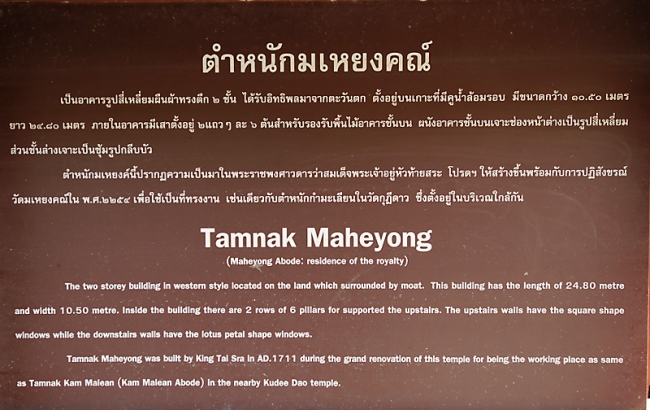 ตำหนักมเหยงคณ์
เป็นอาคารรูปสี่เหลี่ยมผืนผ้าทรงตึก ๒ ชั้น ได้รับอิทธิพลมาจากตะวันตก ตั้งอยู่บนเกาะที่มีคูน้ำล้อมรอบ มีขนาดกว้าง ๑๐.๕๐ เมตร
ยาว ๒๔.๘๐ เมตร ภายในอาคารมีเสาตั้งอยู่ ๒แถว ๆ ละ ๖ ต้นสำหรับรองรับพื้นไม้อาคารชั้นบน ผนังอาคารชั้นบนเจาะช่องหน้าต่างเป็นรูปสี่เหลี่ยม
ส่วนชั้นล่างเจาะเป็นซุ้มรูปกลีบบัว
ตำหนักมเหยงค์นี้ปรากฏความเป็นมาในพระราชพงศาวดารว่าสมเด็จพระเจ้าอยู่หัวท้ายสระ โปรดฯ ให้สร้างขึ้นพร้อมกับการปฏิสังขรณ์
วัดมเหยงค์ใน พ.ศ.๒๒๕๔ เพื่อใช้เป็นที่ทรงงาน เช่นเดียวกับตำหนักกำมะเลียนในวัดกุฎีดาว ซึ่งตั้งอยู่ในบริเวณใกล้กัน
Tamnak Maheyong
(Maheyong Abode: residence of the royalty)
The two storey building in western style located on the land which surrounded by moat. This building has the length of 24.80 metre
and width 10.50 metre. Inside the building there are 2 rows of 6 pillars for supported the upstairs. The upstairs walls have the square shape
windows while the downstairs walls have the lotus petal shape windows.
Tamnak Maheyong was built by King Tai Sra in AD.1711 during the grand renovation of this temple for being the working place as same
as Tamnak Kam Malean (Kam Malean Abode) in the nearby Kudee Dao temple.